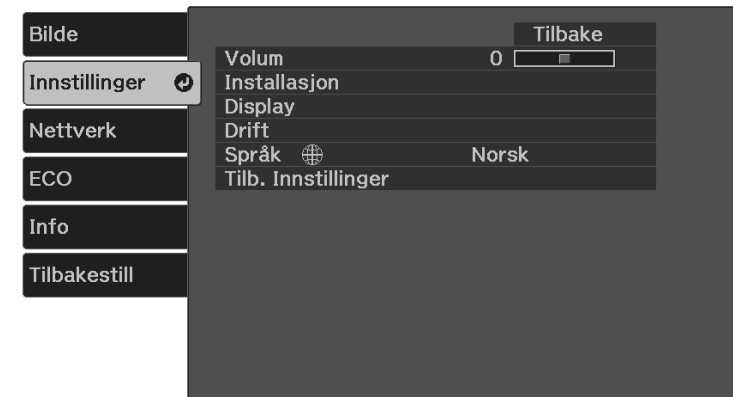 Bilde
Innstillinger
Nettverk
ECO
Info
Tilbakestill
Tilbake
Volum 0
Installasjon
Display
Drift
Språk Norsk
Tilb. Innstillinger